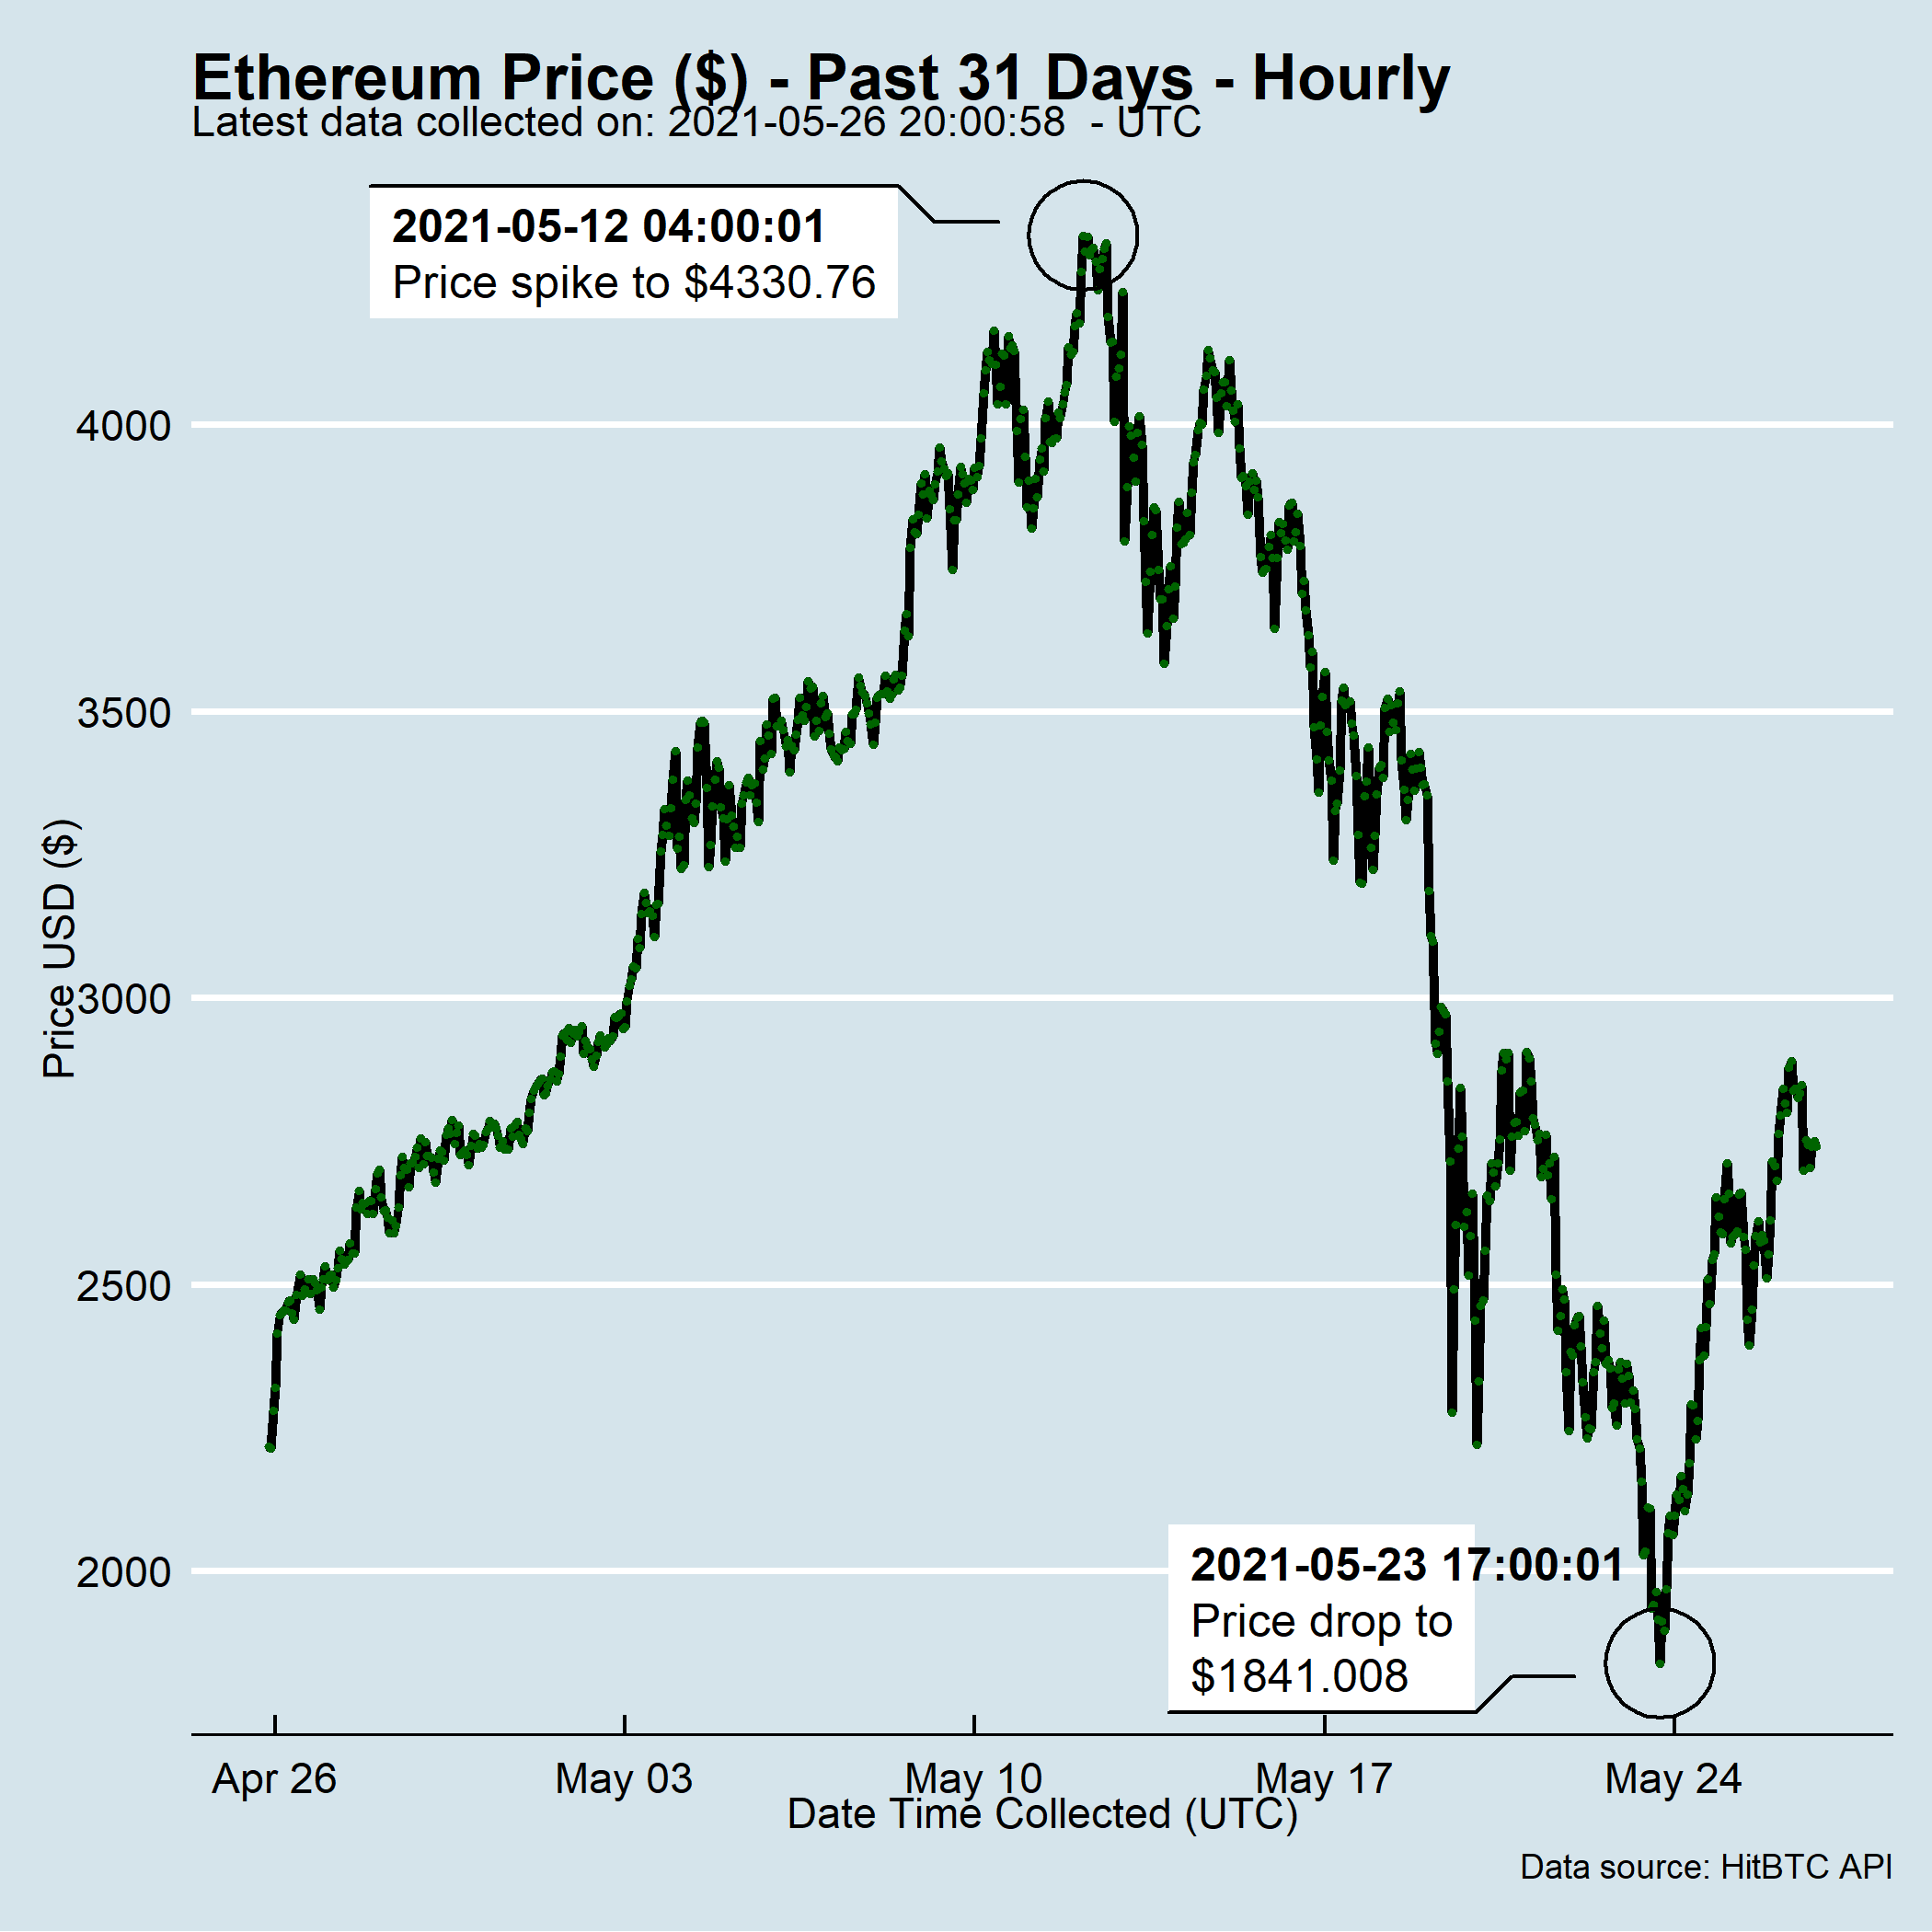 Ethereum Price ($) - Past 31 Days - Hourly
Latest data collected on: 2021-05-26 20:00:58  - UTC
2021-05-12 04:00:01
Price spike to $4330.76
4000
3500
3000
2500
2000
Price USD ($)
2021-05-23 17:00:01
Price drop to
$1841.008
Apr 26
May 03
May 10
May 17
May 24
Date Time Collected (UTC)
Data source: HitBTC API